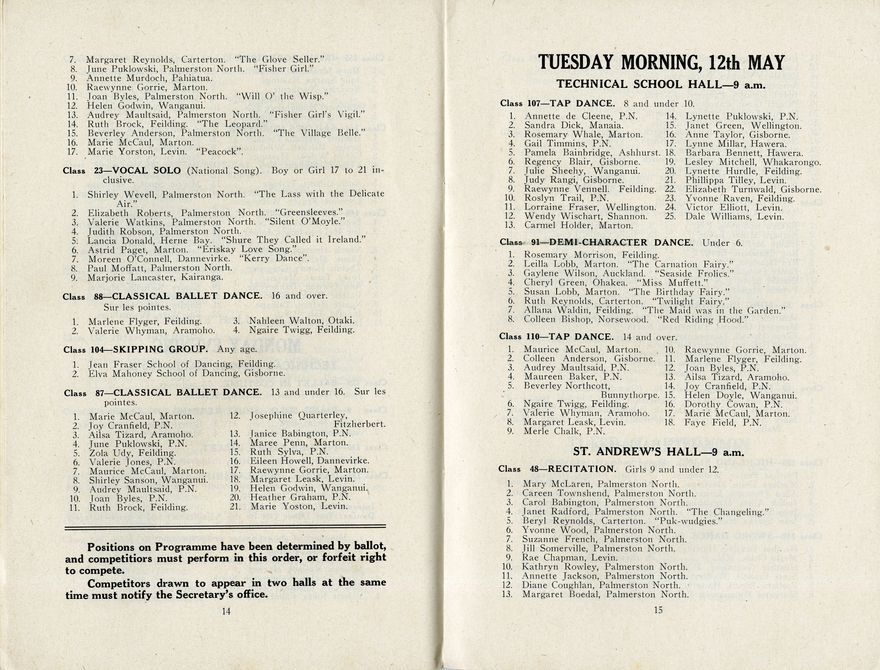 7. Margaret Reynolds, Carterton. "The Glove Seller."
8. June Puklowski, Palmerston North. "Fisher Girl."
9. Annette Murdoch, Pahiatua.
10. Raewynne Gorrie, Marton.
11. Joan Byles, Palmerston North. "Will O' the Wisp."
12. Helen Godwin, Wanganui.
13. Audrey Maultsaid, Palmerston North. "Fisher Girl's Vigil."
14. Ruth Brock, Feilding. "The Leopard."
15. Beverley Anderson, Palmerston North. "The Village Belle."
16. Marie McCaul, Marton.
17. Marie Yorston, Levin. "Peacock".
Class 23—VOCAL SOLO (National Song). Boy or Girl 17 to 21 in-
clusive.
1. Shirley Wevell, Palmerston North. "The Lass with the Delicate
Air."
2. Elizabeth Roberts, Palmerston North. "Greensleeves."
3. Valerie Watkins, Palmerston North. "Silent O'Moyle."
4. Judith Robson, Palmerston North.
5. Lancia Donald, Herne Bay. "Shure They Called it Ireland."
6. Astrid Paget, Marton. "Eriskay Love Song."
7. Moreen O'Connell, Dannevirke. "Kerry Dance".
8. Paul Moffatt, Palmerston North.
9. Marjorie Lancaster, Kairanga.
Class 88—CLASSICAL BALLET DANCE. 16 and over.
Sur les pointes.
1. Marlene Flyger, Feilding. 3. Nahleen Walton, Otaki.
2. Valerie Whyman, Aramoho. 4. Ngaire Twigg, Feilding.
Class 104—SKIPPING GROUP. Any age.
1. Jean Fraser School of Dancing, Feilding.
2. Elva Mahoney School of Dancing, Gisborne.
Class 87—CLASSICAL BALLET DANCE. 13 and under 16. Sur les
pointes.
1. Marie McCaul, Marton.
2. Joy Cranfield, P.N.
3. Ailsa Tizard, Aramoho.
4. June Puklowski, P.N.
5. Zola Udy, Feilding.
6. Valerie Jones, P.N.
7. Maurice McCaul, Marton.
8. Shirley Sanson, Wanganui.
9. Audrey Maultsaid, P.N.
10. Joan Byles, P.N.
11. Ruth Brock, Feilding.
12. Josephine Quarterley,
Fitzherbert.
13. Janice Babington, P.N.
14. Maree Penn, Marton.
15. Ruth Sylva, P.N.
16. Eileen Howell, Dannevirke.
17. Raewynne Gorrie, Marton.
18. Margaret Leask, Levin.
19. Helen Godwin, Wanganui.
20. Heather Graham, P.N.
21. Marie Yoston, Levin.
Positions on Programme have been determined by ballot,
and competitiors must perform in this order, or forfeit right
to compete.
Competitors drawn to appear in two halls at the same
time must notify the Secretary's office.
14
TUESDAY MORNING, 12th MAY
TECHNICAL SCHOOL HALL—9 a.m.
Class 107—TAP DANCE. 8 and under 10.
1. Annette de Cleene, P.N.
2. Sandra Dick, Manaia.
3. Rosemary Whale, Marton.
4. Gail Timmins, P.N.
5. Pamela Bainbridge, Ashhurst.
6. Regency Blair, Gisborne.
7. Julie Sheehy, Wanganui.
8. Judy Rangi, Gisborne.
9. Raewynne Vennell. Feilding.
10. Roslyn Trail, P.N.
11. Lorraine Fraser, Wellington.
12. Wendy Wischart, Shannon.
13. Carmel Holder, Marton.
14. Lynette Puklowski, P.N.
15. Janet Green, Wellington.
16. Anne Taylor, Gisborne.
17. Lynne Millar, Hawera.
18. Barbara Bennett, Hawera.
19. Lesley Mitchell, Whakarongo.
20. Lynette Hurdle, Feilding.
21. Phillippa Tilley, Levin.
22. Elizabeth Turnwald, Gisborne.
23. Yvonne Raven, Feilding.
24. Victor Elliott, Levin.
25. Dale Williams, Levin.
Class 91—DEMI-CHARACTER DANCE. Under 6.
1. Rosemary Morrison, Feilding.
2. Leilla Lobb, Marton. "The Carnation Fairy."
3. Gaylene Wilson, Auckland. "Seaside Frolics."
4. Cheryl Green, Ohakea. "Miss Muffett."
5. Susan Lobb, Marton. "The Birthday Fairy."
6. Ruth Reynolds, Carterton. "Twilight Fairy."
7. Allana Waldin, Feilding. "The Maid was in the Garden."
8. Colleen Bishop, Norsewood. "Red Riding Hood."
Class 110—TAP DANCE. 14 and over.
1. Maurice McCaul, Marton.
2. Colleen Anderson, Gisborne.
3. Audrey Maultsaid, P.N.
4. Maureen Baker, P.N.
5. Beverley Northcott,
Bunnythorpe.
6. Ngaire Twigg, Feilding.
7. Valerie Whyman, Aramoho.
8. Margaret Leask, Levin.
9. Merle Chalk, P.N.
10. Raewynne Gorrie, Marton.
11. Marlene Flyger, Feilding.
12. Joan Byles, P.N.
13. Ailsa Tizard, Aramoho.
14. Joy Cranfield, P.N.
15. Helen Doyle, Wanganui.
16. Dorothy Cowan, P.N.
17. Marie McCaul, Marton.
18. Faye Field, P.N.
ST. ANDREW'S HALL—9 a.m.
Class 48—RECITATION. Girls 9 and under 12.
1. Mary McLaren, Palmerston North.
2. Careen Townshend, Palmerston North.
3. Carol Babington, Palmerston North.
4. Janet Radford, Palmerston North. "The Changeling."
5. Beryl Reynolds, Carterton. "Puk-wudgies."
6. Yvonne Wood, Palmerston North.
7. Suzanne French, Palmerston North.
8. Jill Somerville, Palmerston North.
9. Rae Chapman, Levin.
10. Kathryn Rowley, Palmerston North.
11. Annette Jackson, Palmerston North.
12. Diane Coughlan, Palmerston North.
13. Margaret Boedal, Palmerston North.
15